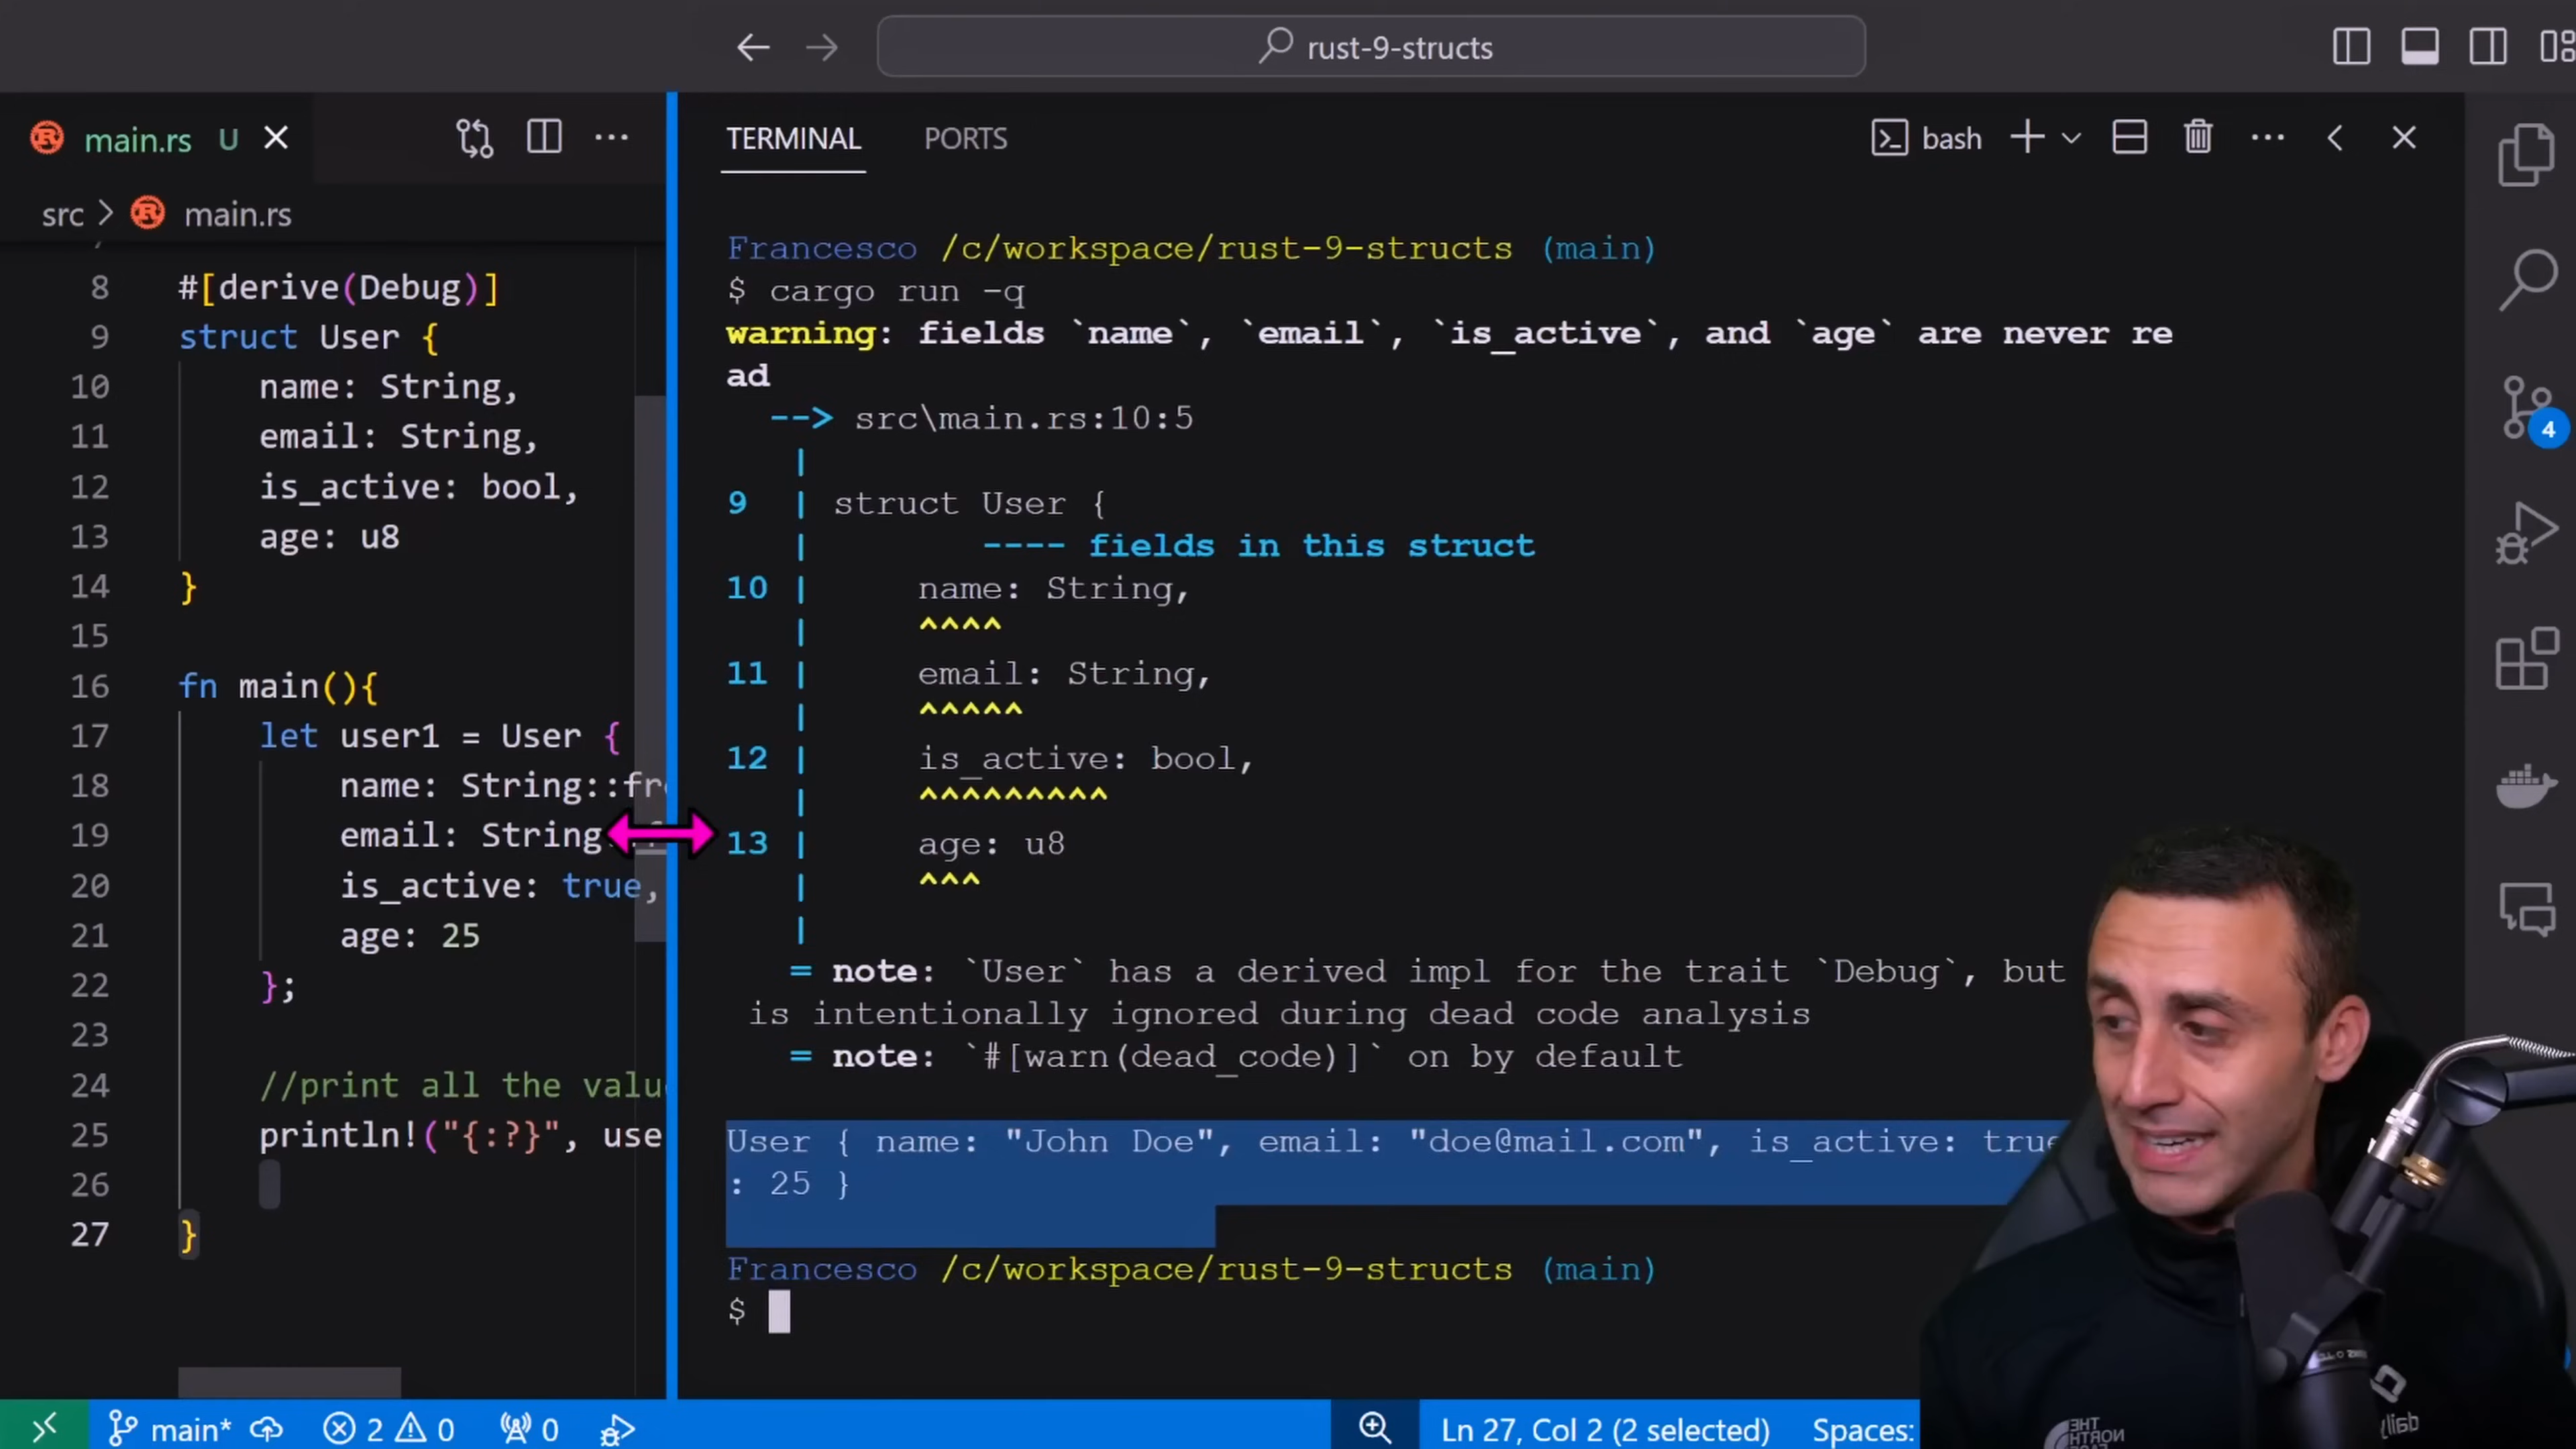 rust-9-structs
main.rs U
src > main.rs
8 #[derive(Debug)]
9 struct User {
10 name: String,
11 email: String,
12 is_active: bool,
13 age: u8
14 }
15
16 fn main(){
17 let user1 = User {
18 name: String::fr
19 email: String
20 is_active: true,
21 age: 25
22 };
23
24 //print all the valu
25 println!("{:?}", use
26
27 }
TERMINAL PORTS
bash
Francesco /c/workspace/rust-9-structs (main)
$ cargo run -q
warning: fields `name`, `email`, `is_active`, and `age` are never re
ad
--> src\main.rs:10:5
|
9 | struct User {
| ---- fields in this struct
10 | name: String,
| ^^^^
11 | email: String,
| ^^^^^
12 | is_active: bool,
| ^^^^^^^^^
13 | age: u8
| ^^^
|
= note: `User` has a derived impl for the trait `Debug`, but
is intentionally ignored during dead code analysis
= note: `#[warn(dead_code)]` on by default
User { name: "John Doe", email: "doe@mail.com", is_active: true
: 25 }
Francesco /c/workspace/rust-9-structs (main)
$
4
main* 2 0 0
Ln 27, Col 2 (2 selected) Spaces:
THE
NORTH
daily